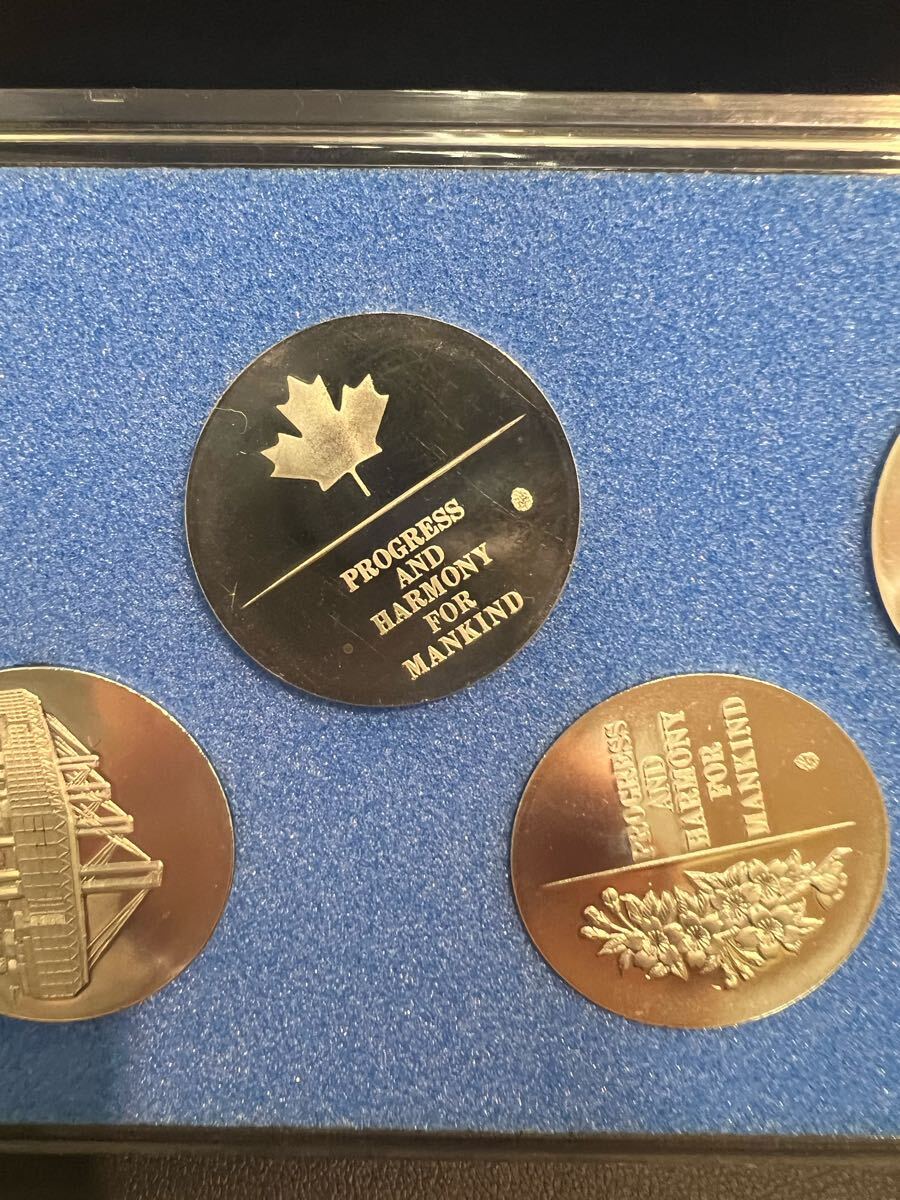 PROGRESS
AND
HARMONY
FOR
MANKIND
PROGRESS
AND
HARMONY
FOR
MANKIND